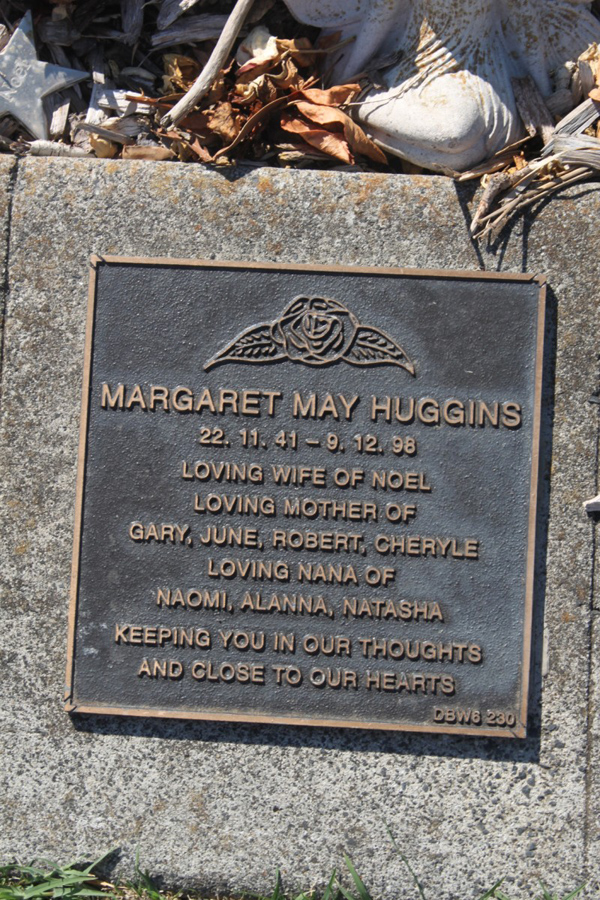 MARGARET MAY HUGGINS
22. 11. 41 – 9. 12. 98
LOVING WIFE OF NOEL
LOVING MOTHER OF
GARY, JUNE, ROBERT, CHERYLE
LOVING NANA OF
NAOMI, ALANNA, NATASHA
KEEPING YOU IN OUR THOUGHTS
AND CLOSE TO OUR HEARTS
DBW6 230